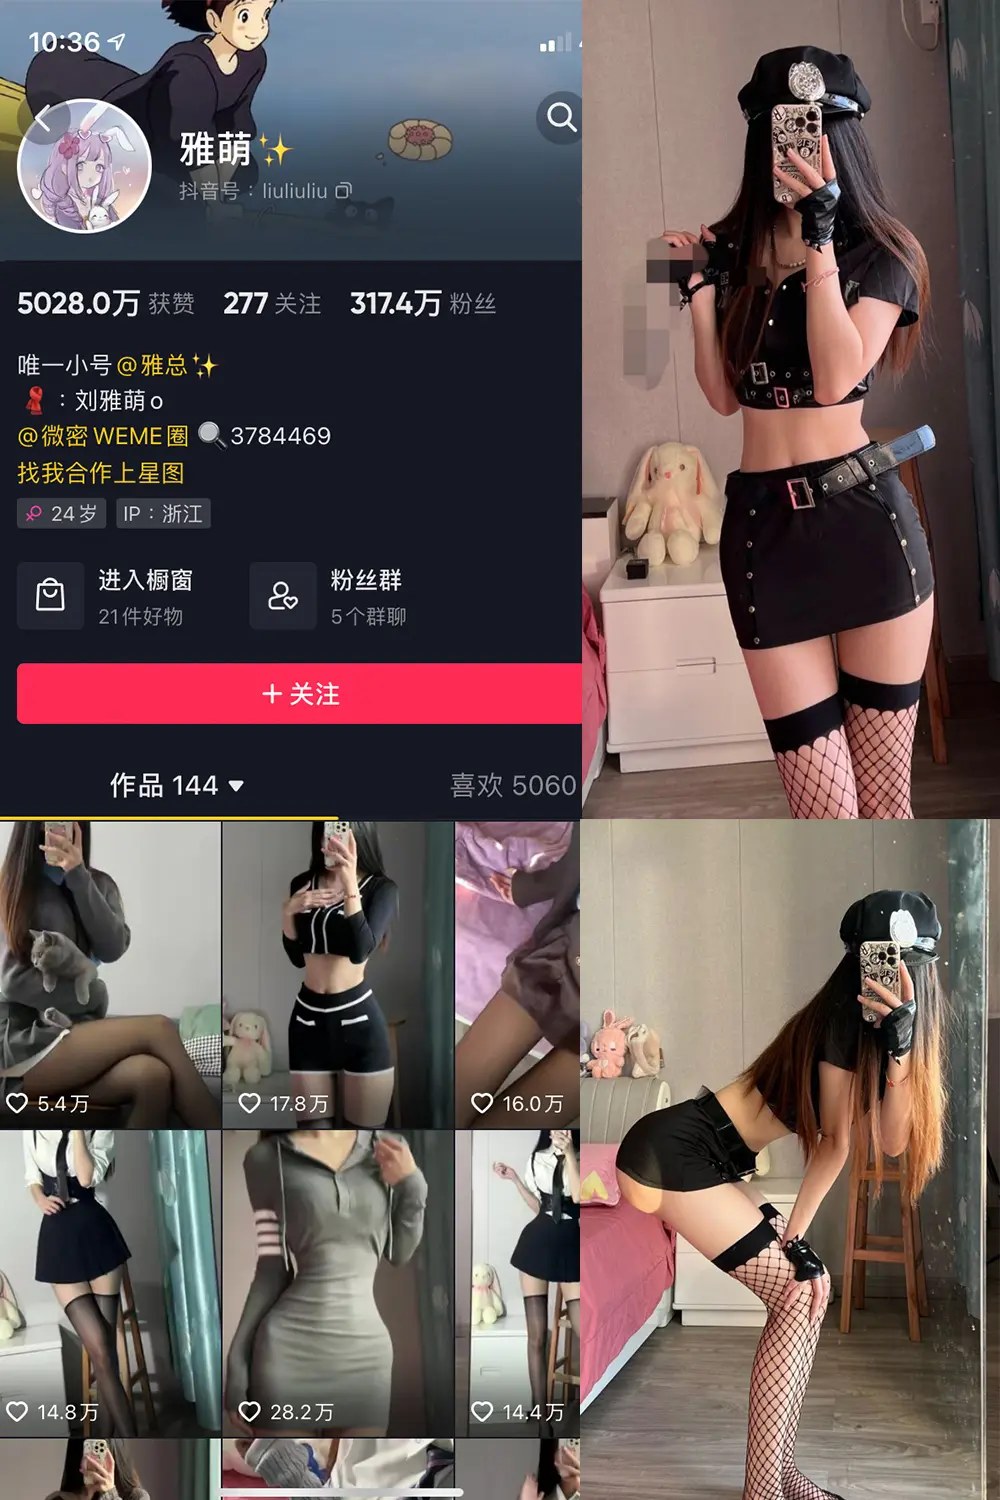 10:36
雅萌✨
抖音号：liuliuliu
5028.0万 获赞 277 关注 317.4万 粉丝
唯一小号@雅总✨
🧣：刘雅萌o
@微密WEME圈 🔍3784469
找我合作上星图
♀ 24岁 IP：浙江
进入橱窗 粉丝群
21件好物 5个群聊
+ 关注
作品 144 ▼ 喜欢 5060
♡ 5.4万 ♡ 17.8万 ♡ 16.0万
♡ 14.8万 ♡ 28.2万 ♡ 14.4万